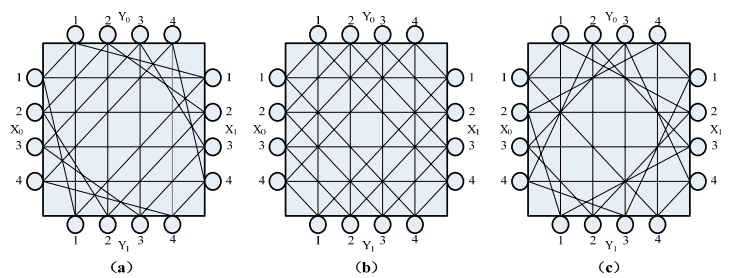 Y0 Y0 Y0
1 2 3 4 1 2 3 4 1 2 3 4
1 1 1 1 1 1
2 2 2 2 2 2
X0 X1 X0 X1 X0 X1
3 3 3 3 3 3
4 4 4 4 4 4
1 2 3 4 1 2 3 4 1 2 3 4
Y1 Y1 Y1
(a) (b) (c)